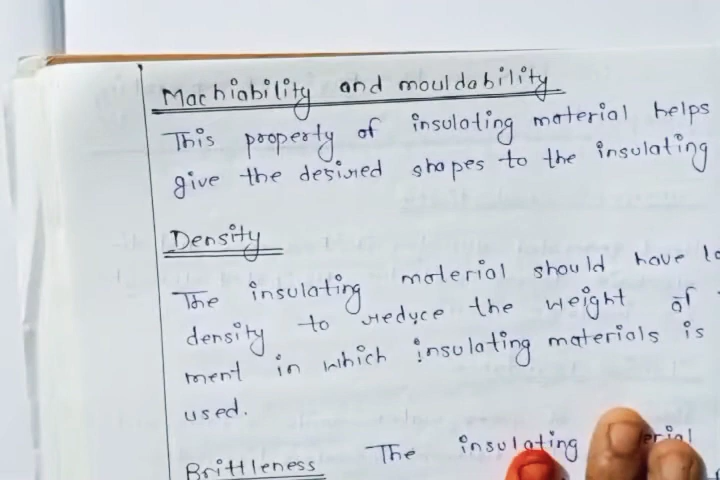 Machiability and mouldability
This property of insulating material helps
give the desired shapes to the insulating
Density
The insulating material should have
density to reduce the weight of
ment in which insulating materials is
used.
Brittleness The insulating